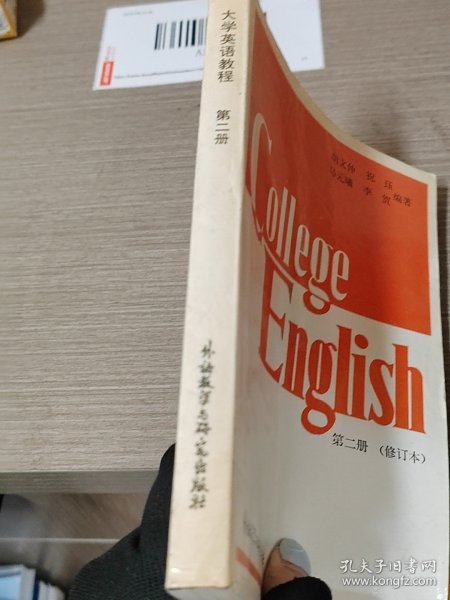 大学英语教程
第二册
外语教学与研究出版社
胡文仲 祝珏
马元曦 李贺 编著
College
English
第二册 (修订本)
孔夫子旧书网
www.kongfz.com